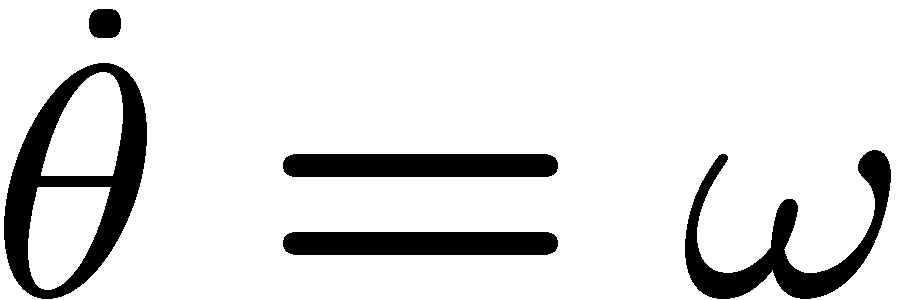 θ̇ = ω